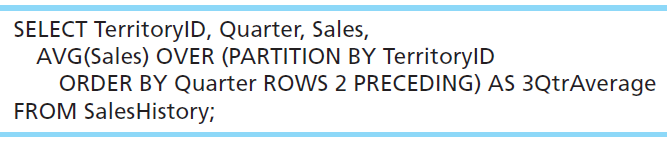 SELECT TerritoryID, Quarter, Sales,
AVG(Sales) OVER (PARTITION BY TerritoryID
ORDER BY Quarter ROWS 2 PRECEDING) AS 3QtrAverage
FROM SalesHistory;